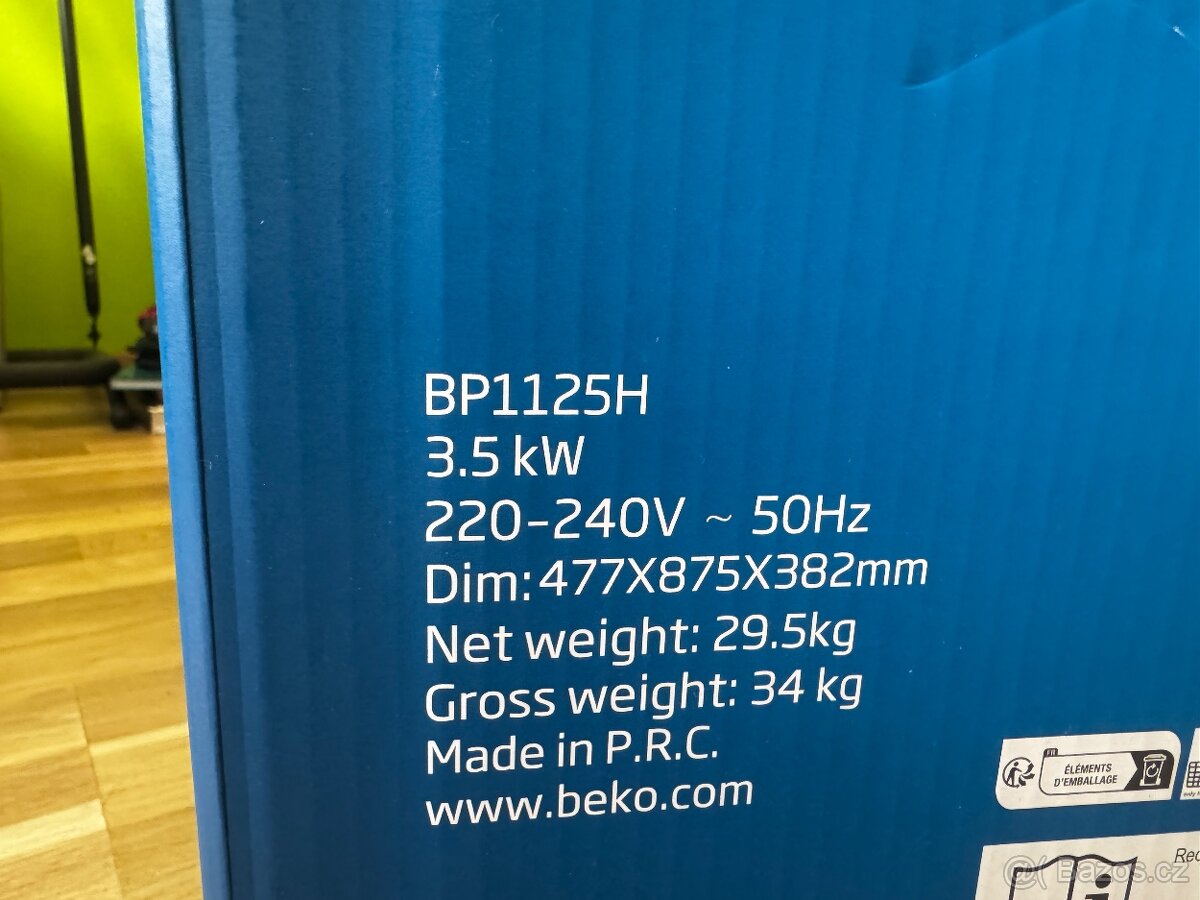 BP1125H
3.5 kW
220-240V ~ 50Hz
Dim:477X875X382mm
Net weight: 29.5kg
Gross weight: 34 kg
Made in P.R.C.
www.beko.com
FR
ÉLÉMENTS
D'EMBALLAGE
Bazos.cz